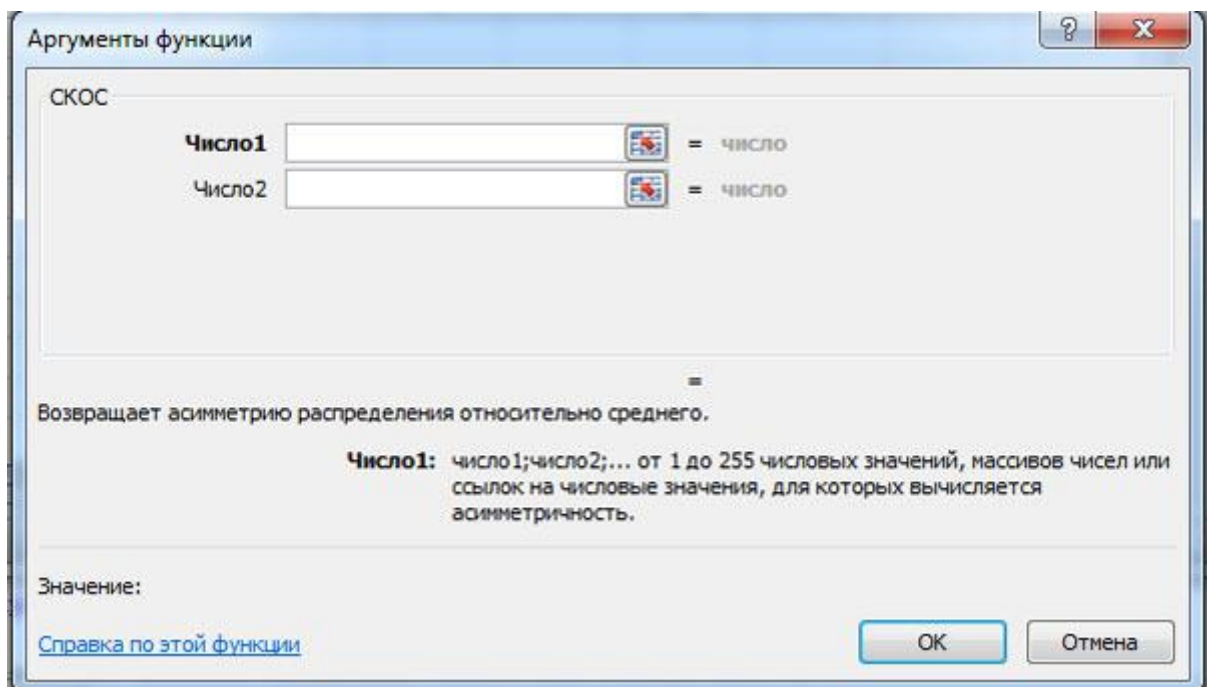 Аргументы функции
?
X
СКОС
Число1 = число
Число2 = число
=
Возвращает асимметрию распределения относительно среднего.
Число1: число1;число2;... от 1 до 255 числовых значений, массивов чисел или
ссылок на числовые значения, для которых вычисляется
асимметричность.
Значение:
Справка по этой функции
ОК
Отмена